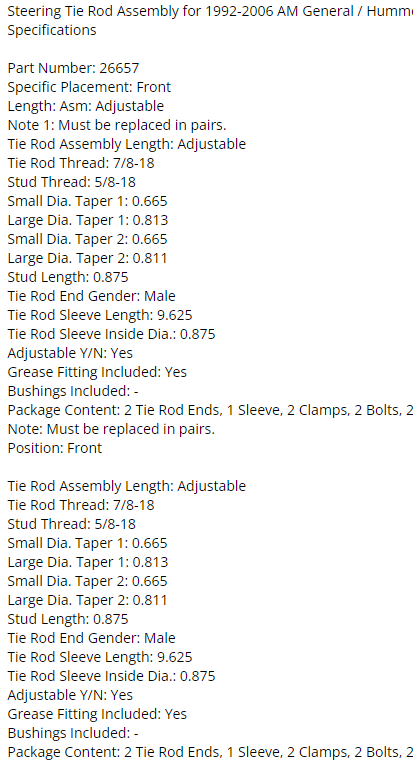 Steering Tie Rod Assembly for 1992-2006 AM General / Humm
Specifications
Part Number: 26657
Specific Placement: Front
Length: Asm: Adjustable
Note 1: Must be replaced in pairs.
Tie Rod Assembly Length: Adjustable
Tie Rod Thread: 7/8-18
Stud Thread: 5/8-18
Small Dia. Taper 1: 0.665
Large Dia. Taper 1: 0.813
Small Dia. Taper 2: 0.665
Large Dia. Taper 2: 0.811
Stud Length: 0.875
Tie Rod End Gender: Male
Tie Rod Sleeve Length: 9.625
Tie Rod Sleeve Inside Dia.: 0.875
Adjustable Y/N: Yes
Grease Fitting Included: Yes
Bushings Included: -
Package Content: 2 Tie Rod Ends, 1 Sleeve, 2 Clamps, 2 Bolts, 2
Note: Must be replaced in pairs.
Position: Front
Tie Rod Assembly Length: Adjustable
Tie Rod Thread: 7/8-18
Stud Thread: 5/8-18
Small Dia. Taper 1: 0.665
Large Dia. Taper 1: 0.813
Small Dia. Taper 2: 0.665
Large Dia. Taper 2: 0.811
Stud Length: 0.875
Tie Rod End Gender: Male
Tie Rod Sleeve Length: 9.625
Tie Rod Sleeve Inside Dia.: 0.875
Adjustable Y/N: Yes
Grease Fitting Included: Yes
Bushings Included: -
Package Content: 2 Tie Rod Ends, 1 Sleeve, 2 Clamps, 2 Bolts, 2